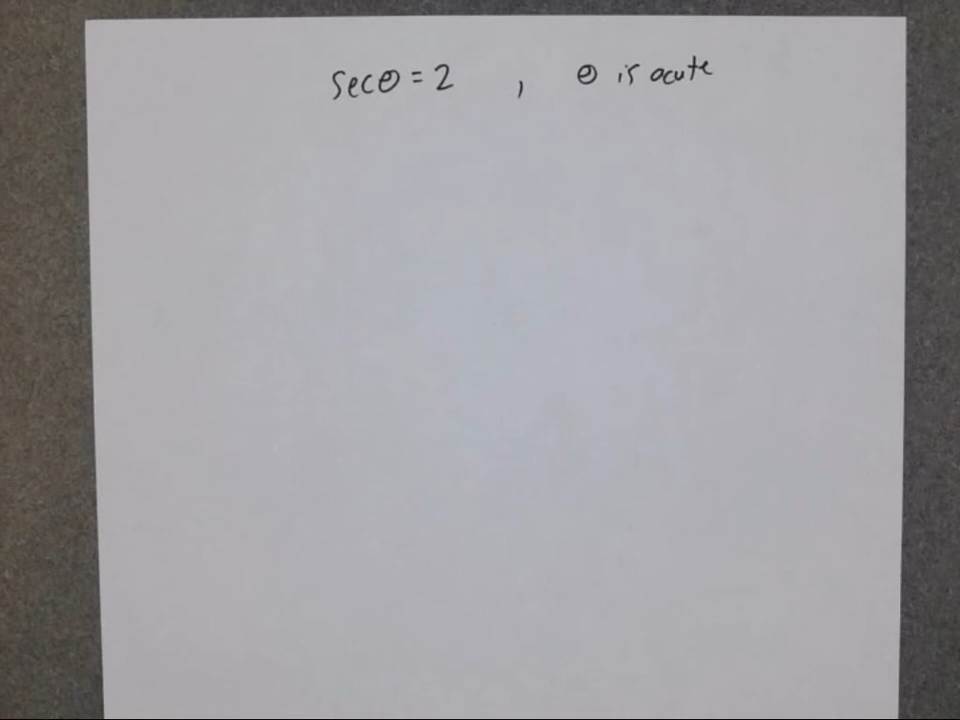 secθ = 2 , θ is acute